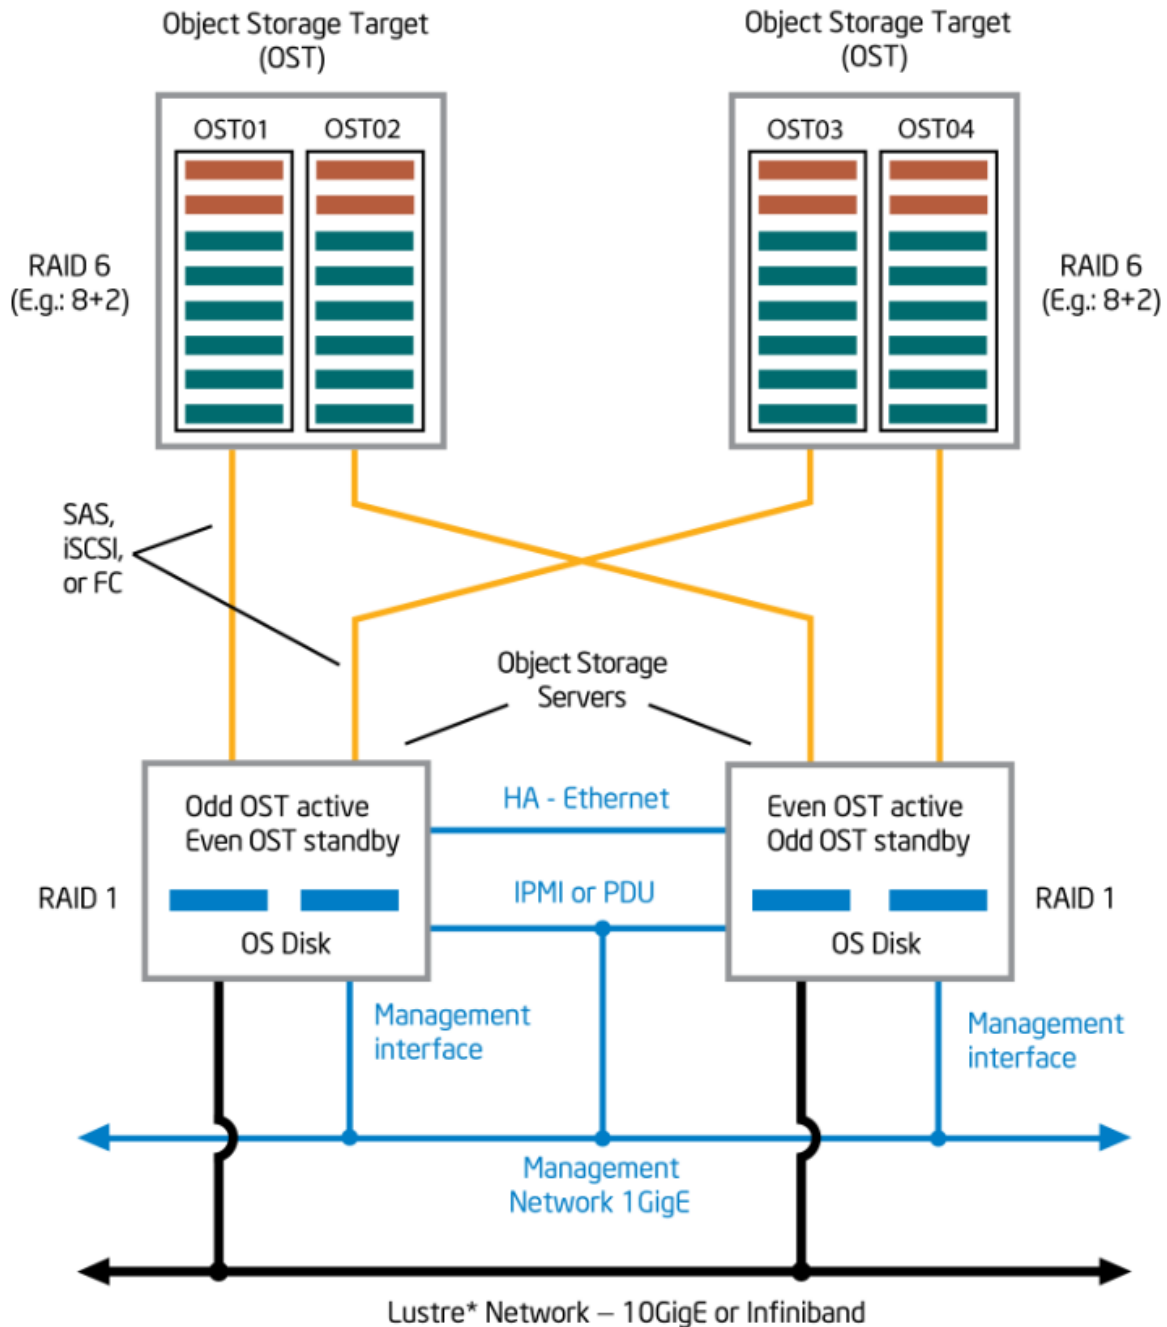 Object Storage Target
(OST)
Object Storage Target
(OST)
OST01
OST02
OST03
OST04
RAID 6
(E.g.: 8+2)
RAID 6
(E.g.: 8+2)
SAS,
iSCSI,
or FC
Object Storage
Servers
Odd OST active
Even OST standby
HA - Ethernet
Even OST active
Odd OST standby
RAID 1
IPMI or PDU
RAID 1
OS Disk
OS Disk
Management
interface
Management
interface
Management
Network 1GigE
Lustre* Network – 10GigE or Infiniband